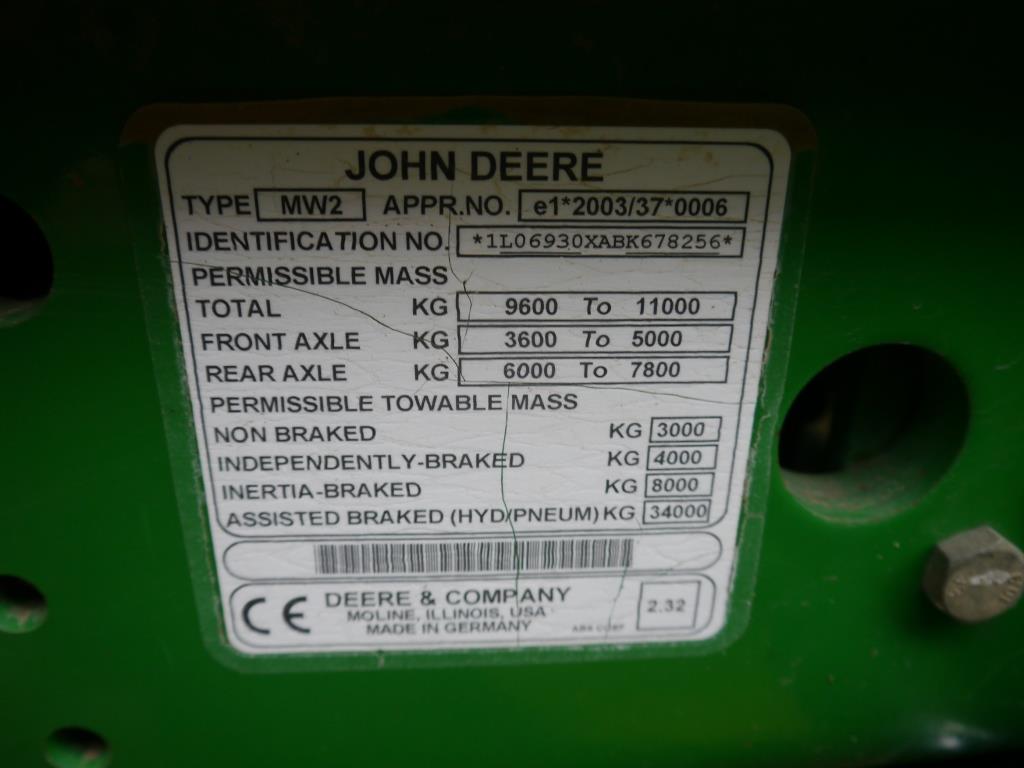 JOHN DEERE
TYPE MW2 APPR.NO. e1*2003/37*0006
IDENTIFICATION NO. *1L06930XABK678256*
PERMISSIBLE MASS
TOTAL KG 9600 To 11000
FRONT AXLE KG 3600 To 5000
REAR AXLE KG 6000 To 7800
PERMISSIBLE TOWABLE MASS
NON BRAKED KG 3000
INDEPENDENTLY-BRAKED KG 4000
INERTIA-BRAKED KG 8000
ASSISTED BRAKED (HYD/PNEUM) KG 34000
CE DEERE & COMPANY 2.32
MOLINE, ILLINOIS, USA
MADE IN GERMANY